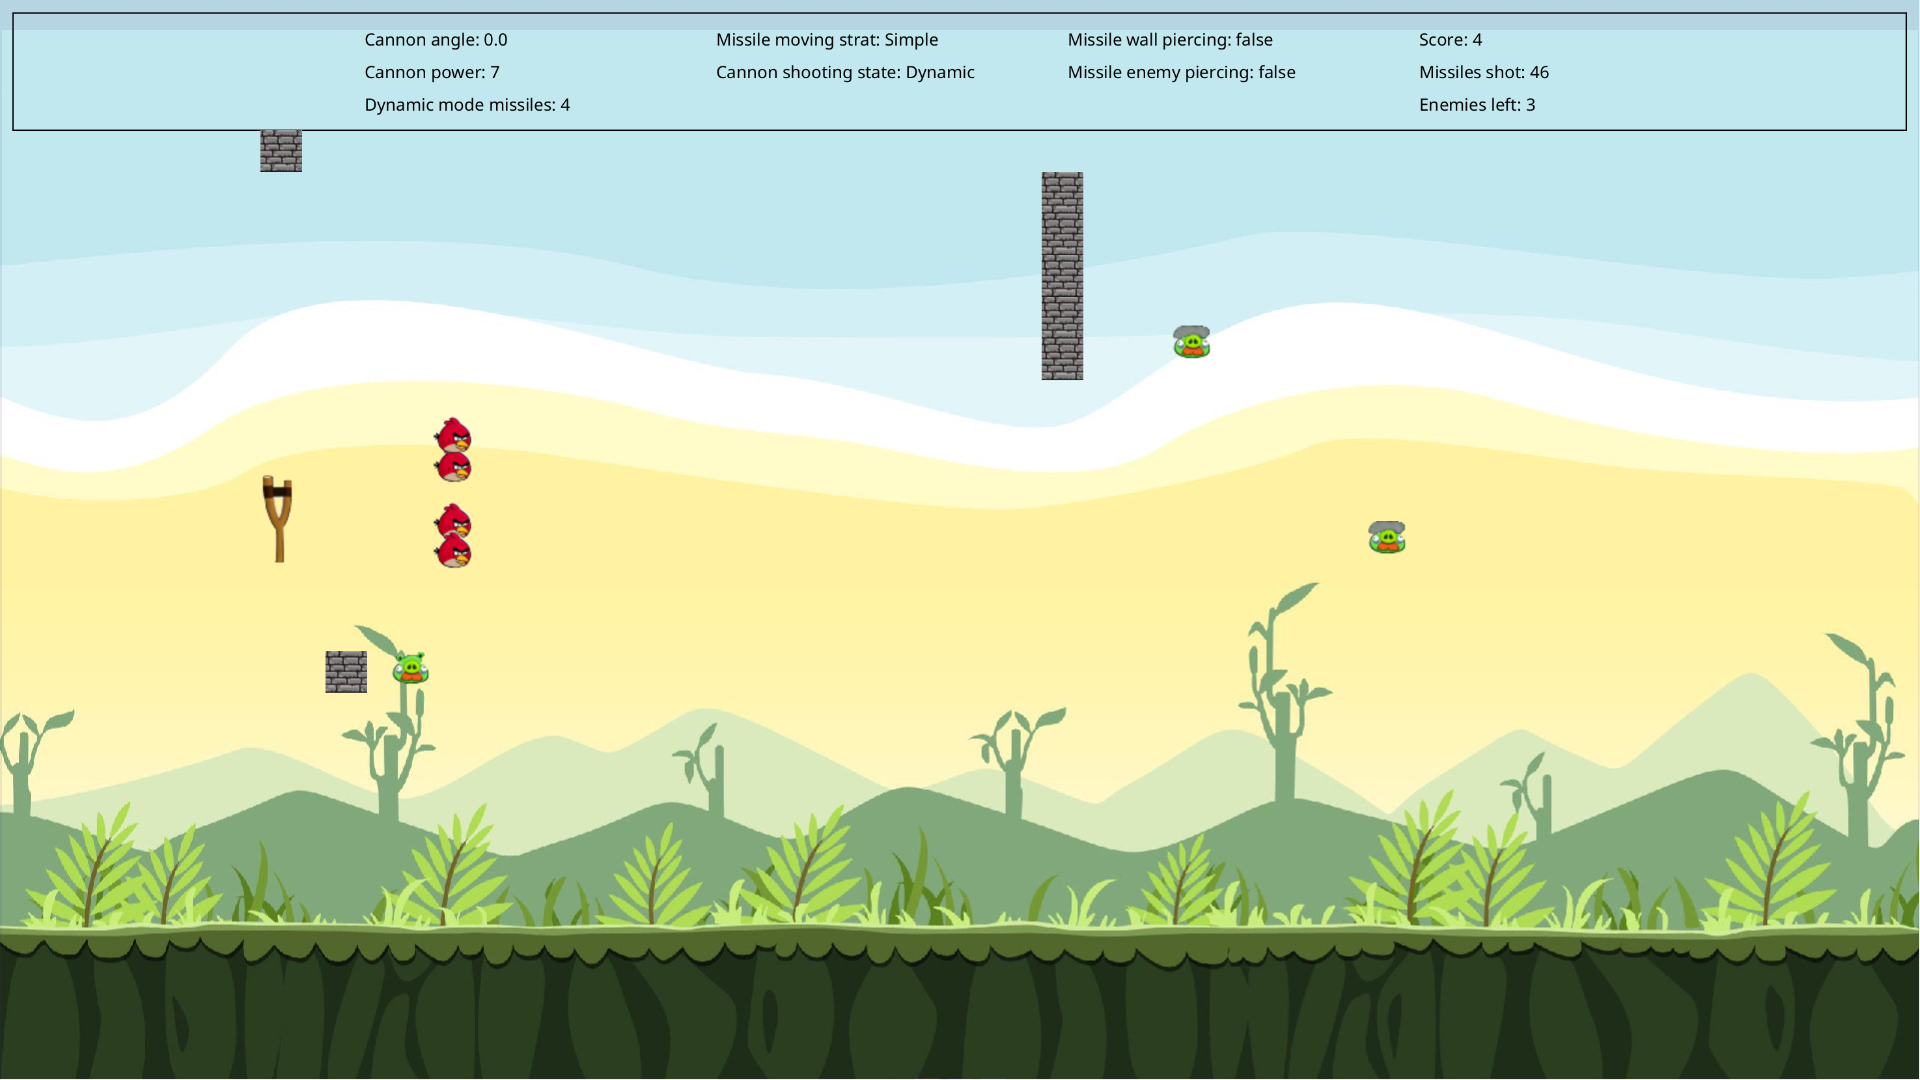 Cannon angle: 0.0
Cannon power: 7
Dynamic mode missiles: 4
Missile moving strat: Simple
Cannon shooting state: Dynamic
Missile wall piercing: false
Missile enemy piercing: false
Score: 4
Missiles shot: 46
Enemies left: 3